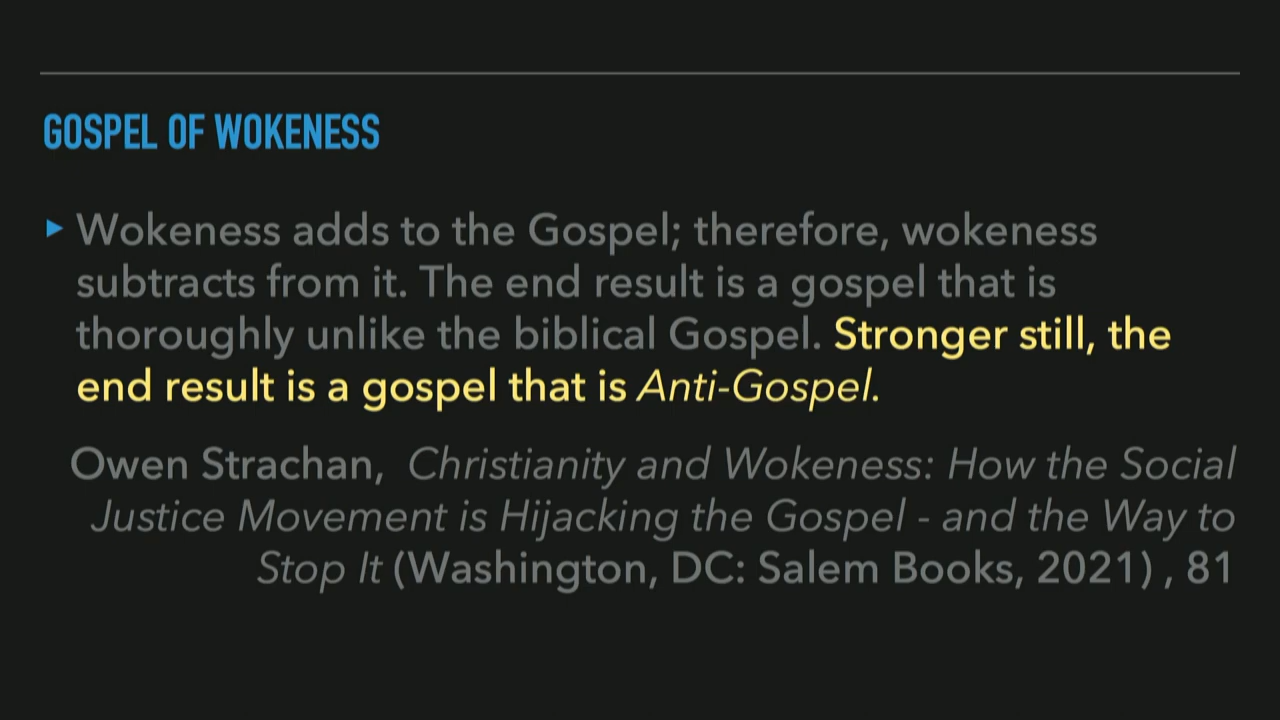 GOSPEL OF WOKENESS
▸ Wokeness adds to the Gospel; therefore, wokeness
subtracts from it. The end result is a gospel that is
thoroughly unlike the biblical Gospel. Stronger still, the
end result is a gospel that is Anti-Gospel.
Owen Strachan, Christianity and Wokeness: How the Social
Justice Movement is Hijacking the Gospel - and the Way to
Stop It (Washington, DC: Salem Books, 2021) , 81